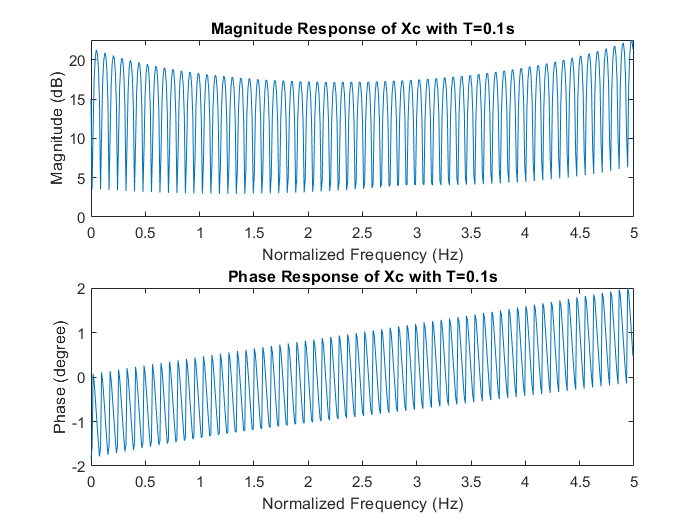 Magnitude Response of Xc with T=0.1s
20
15
10
5
0
Magnitude (dB)
0 0.5 1 1.5 2 2.5 3 3.5 4 4.5 5
Normalized Frequency (Hz)
Phase Response of Xc with T=0.1s
2
1
0
-1
-2
Phase (degree)
0 0.5 1 1.5 2 2.5 3 3.5 4 4.5 5
Normalized Frequency (Hz)